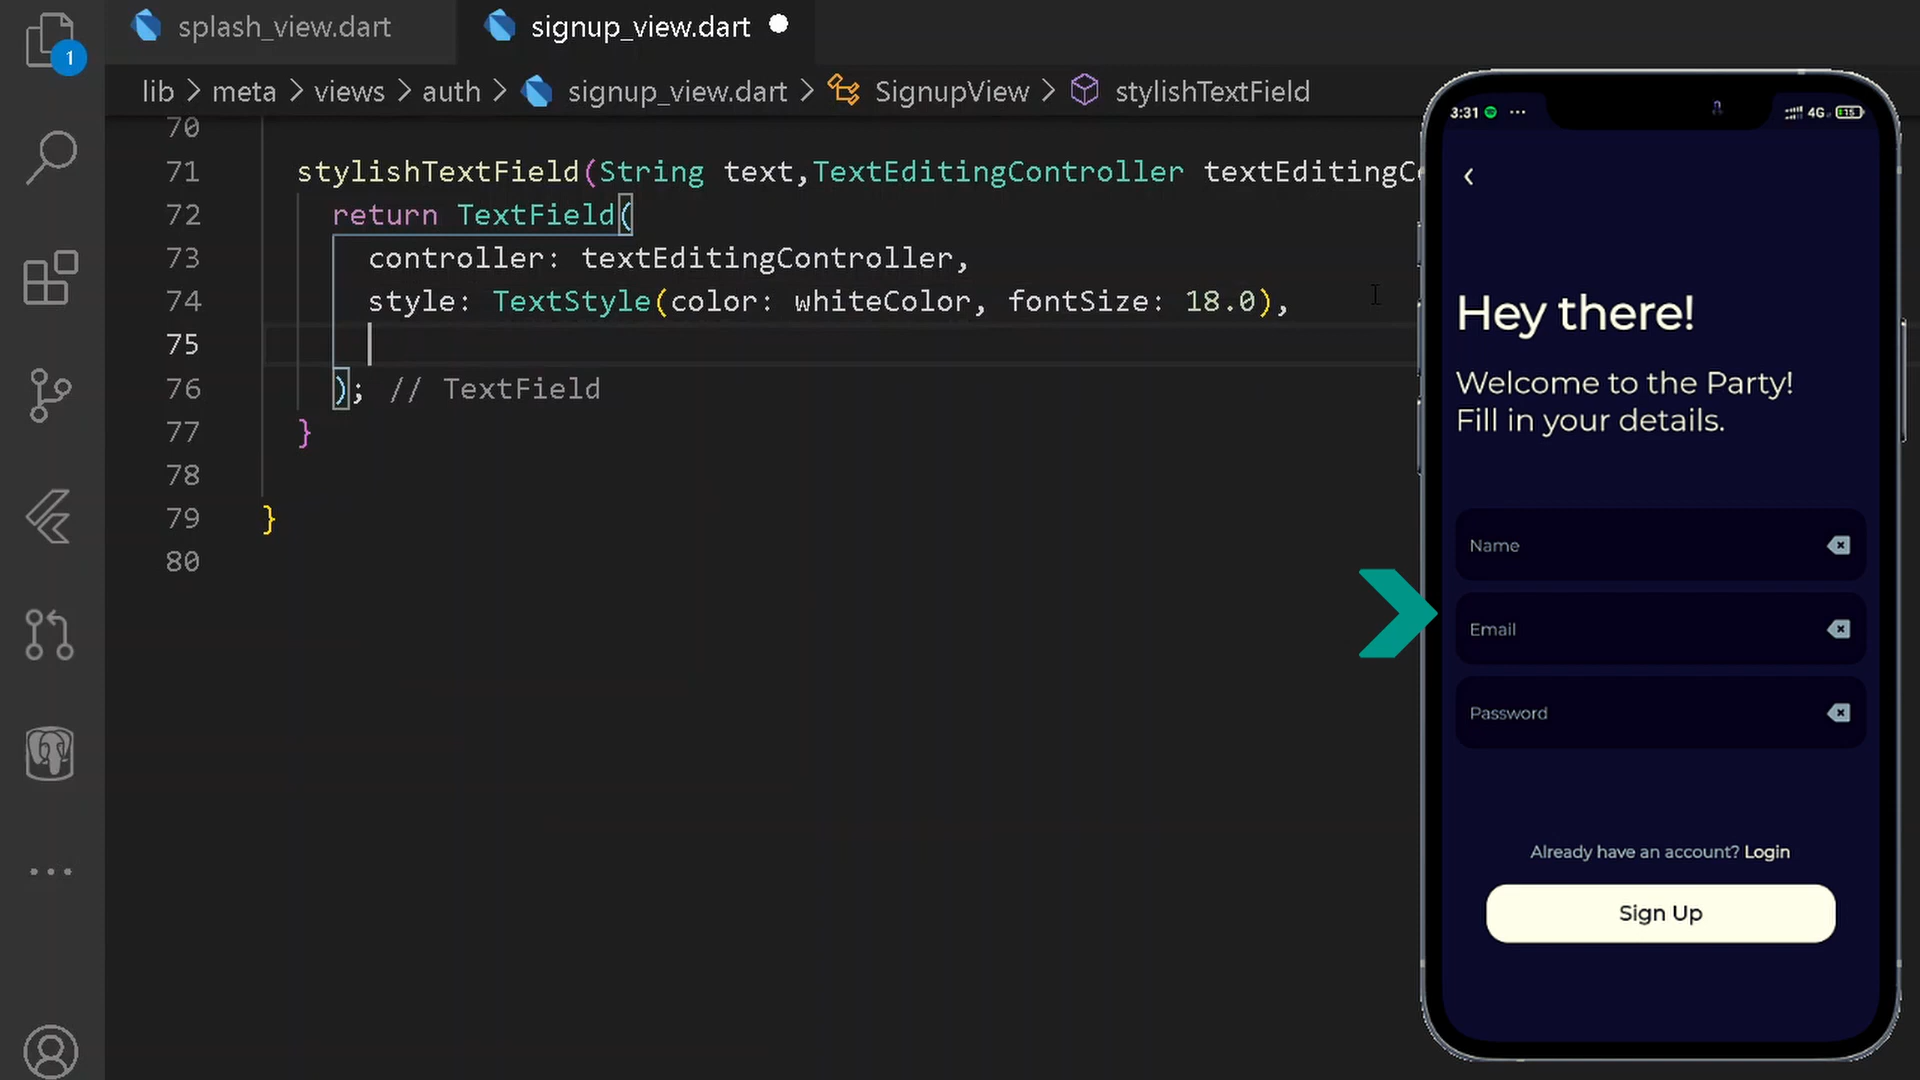 splash_view.dart
signup_view.dart
1
lib > meta > views > auth > signup_view.dart > SignupView > stylishTextField
70
71 stylishTextField(String text,TextEditingController textEditingCo
72 return TextField(
73 controller: textEditingController,
74 style: TextStyle(color: whiteColor, fontSize: 18.0),
75
76 ); // TextField
77 }
78
79 }
80
3:31 ··· 4G 15
Hey there!
Welcome to the Party!
Fill in your details.
Name
Email
Password
Already have an account? Login
Sign Up